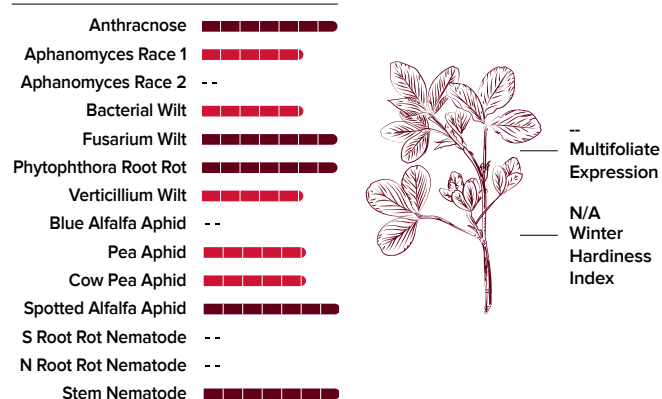 Anthracnose
Aphanomyces Race 1
Aphanomyces Race 2 --
Bacterial Wilt
Fusarium Wilt
Phytophthora Root Rot
Verticillium Wilt
Blue Alfalfa Aphid --
Pea Aphid
Cow Pea Aphid
Spotted Alfalfa Aphid
S Root Rot Nematode --
N Root Rot Nematode --
Stem Nematode
--
Multifoliate
Expression
N/A
Winter
Hardiness
Index